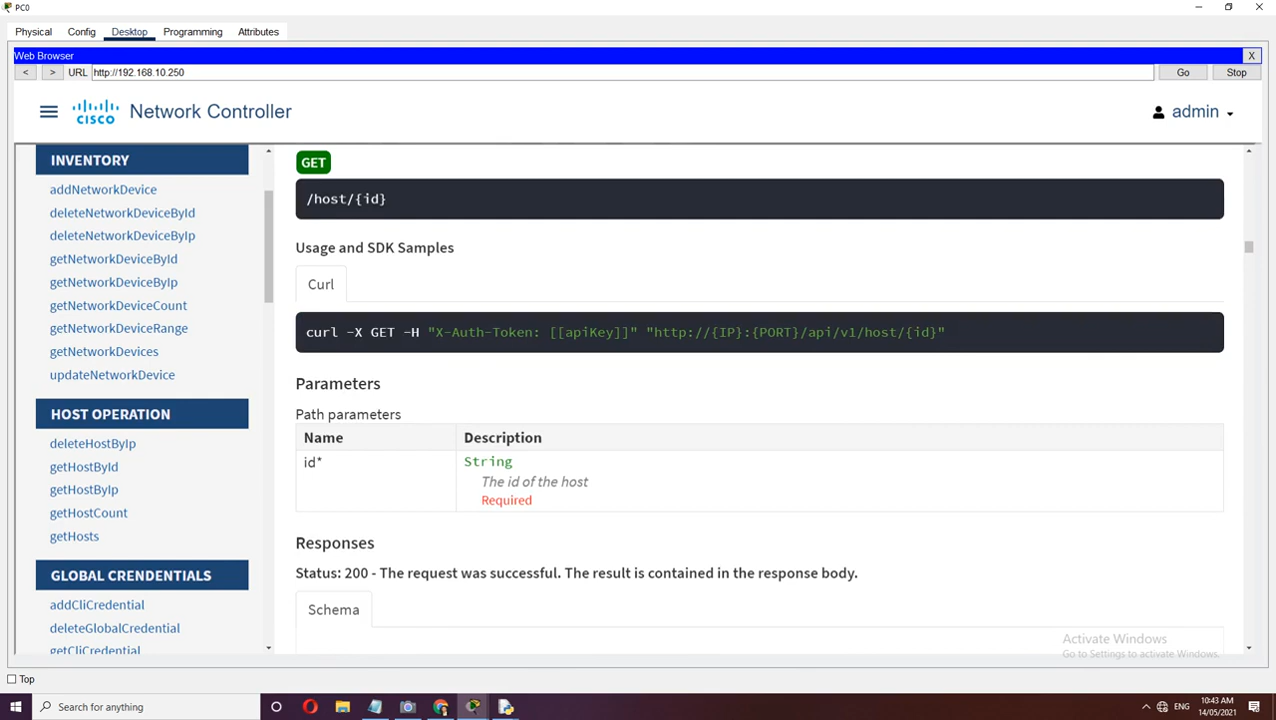 PC0
Physical Config Desktop Programming Attributes
Web Browser X
< > URL http://192.168.10.250 Go Stop
CISCO Network Controller admin
INVENTORY
addNetworkDevice
deleteNetworkDeviceById
deleteNetworkDeviceByIp
getNetworkDeviceById
getNetworkDeviceByIp
getNetworkDeviceCount
getNetworkDeviceRange
getNetworkDevices
updateNetworkDevice
HOST OPERATION
deleteHostByIp
getHostById
getHostByIp
getHostCount
getHosts
GLOBAL CRENDENTIALS
addCliCredential
deleteGlobalCredential
getCliCredential
GET
/host/{id}
Usage and SDK Samples
Curl
curl -X GET -H "X-Auth-Token: [[apiKey]]" "http://{IP}:{PORT}/api/v1/host/{id}"
Parameters
Path parameters
Name Description
id* String
The id of the host
Required
Responses
Status: 200 - The request was successful. The result is contained in the response body.
Schema
Activate Windows
Go to Settings to activate Windows.
Top
Search for anything
ENG
10:43 AM
14/05/2021